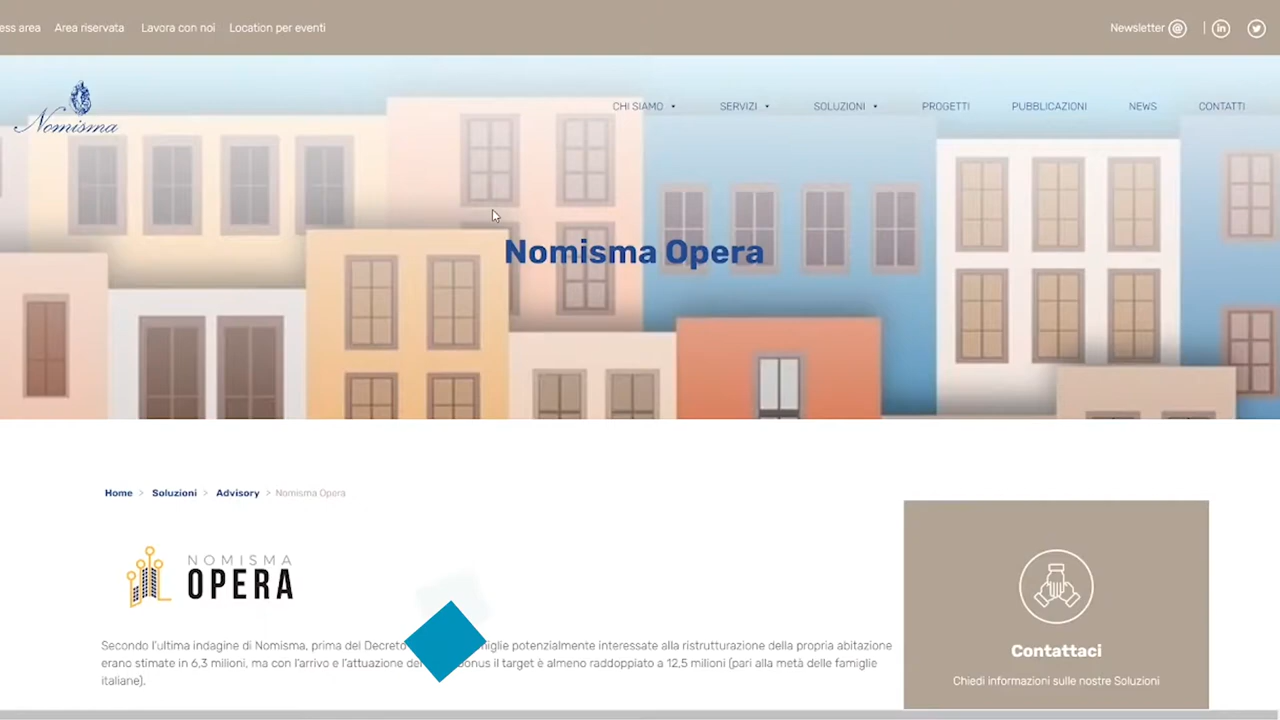 ess area Area riservata Lavora con noi Location per eventi Newsletter @ | in
Nomisma
CHI SIAMO SERVIZI SOLUZIONI PROGETTI PUBBLICAZIONI NEWS CONTATTI
Nomisma Opera
Home > Soluzioni > Advisory > Nomisma Opera
NOMISMA
OPERA
Secondo l'ultima indagine di Nomisma, prima del Decreto miglie potenzialmente interessate alla ristrutturazione della propria abitazione
erano stimate in 6,3 milioni, ma con l'arrivo e l'attuazione del bonus il target è almeno raddoppiato a 12,5 milioni (pari alla metà delle famiglie
italiane).
Contattaci
Chiedi informazioni sulle nostre Soluzioni